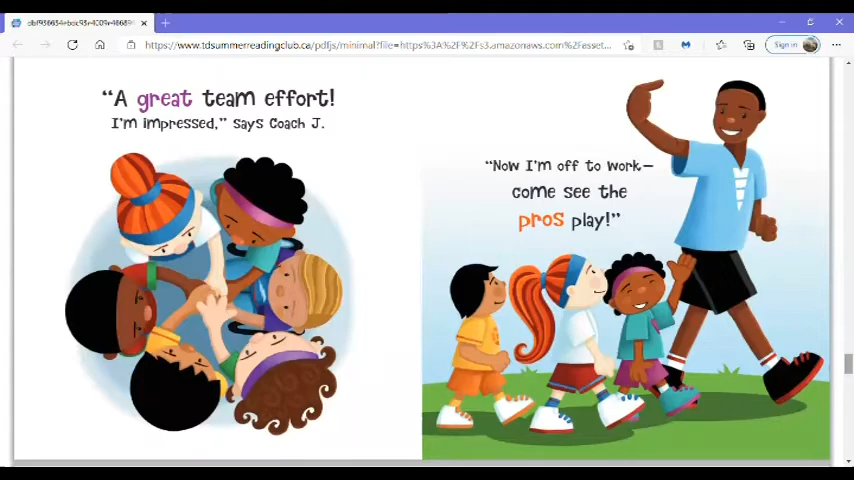 https://www.tdsummerreadingclub.ca/pdfjs/minimal?file=https%3A%2F%2Fs3.amazonaws.com%2Fasset...
Sign in
“A great team effort!
I’m impressed,” says Coach J.
“Now I’m off to work—
come see the
pros play!”